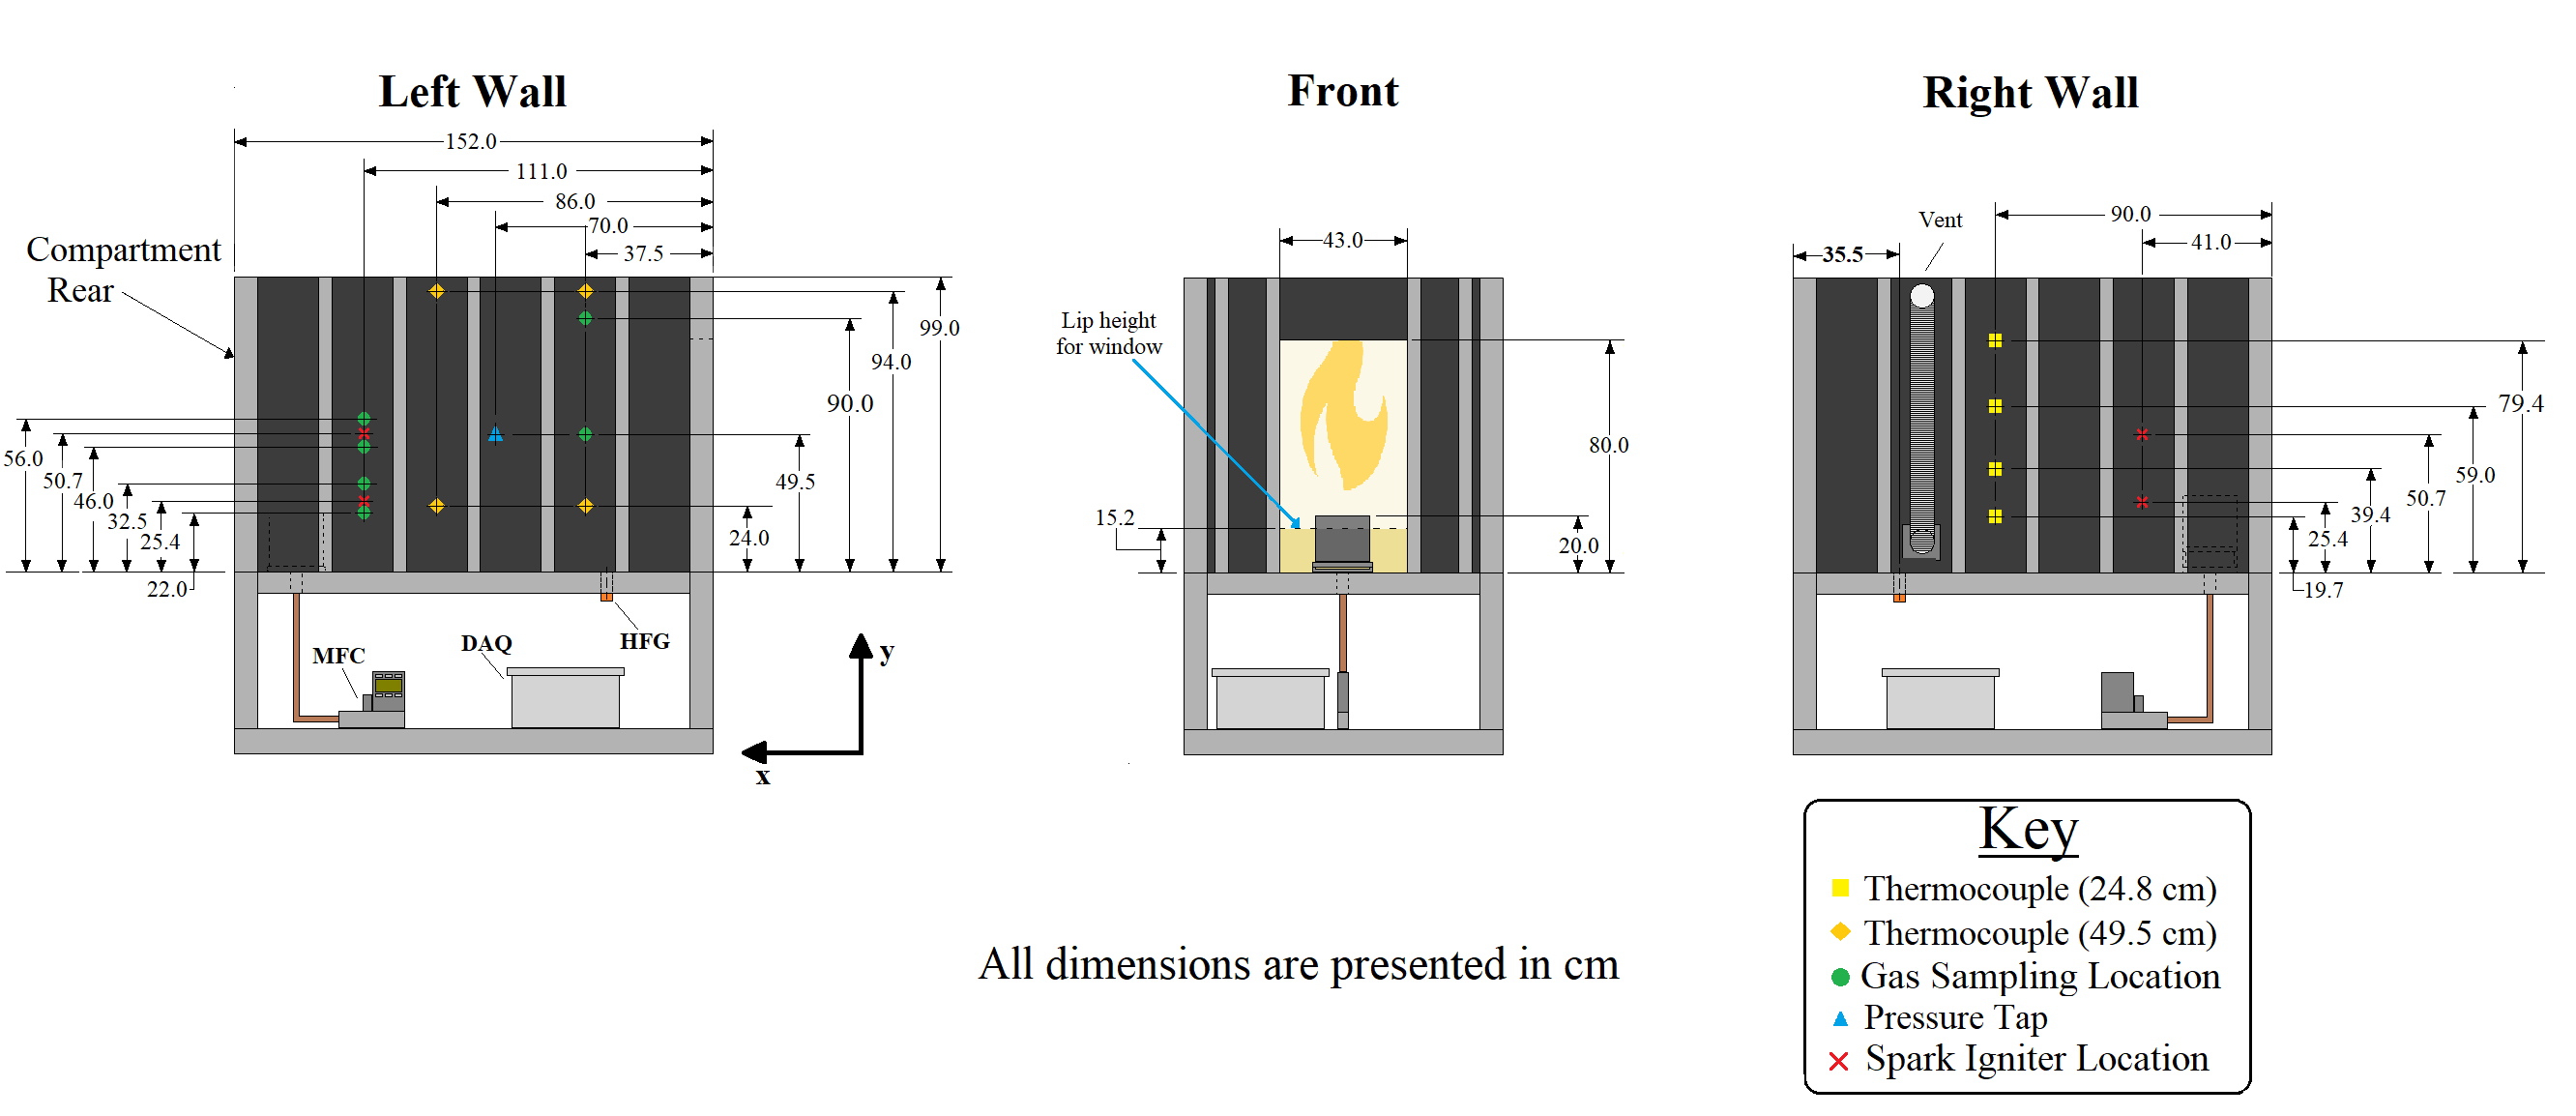 Left Wall
Front
Right Wall
152.0
111.0
86.0
70.0
37.5
Compartment
Rear
99.0
94.0
90.0
49.5
24.0
56.0
50.7
46.0
32.5
25.4
22.0
MFC
DAQ
HFG
y
x
43.0
Lip height
for window
15.2
80.0
20.0
Vent
90.0
41.0
35.5
79.4
59.0
50.7
39.4
25.4
19.7
All dimensions are presented in cm
Key
Thermocouple (24.8 cm)
Thermocouple (49.5 cm)
Gas Sampling Location
Pressure Tap
Spark Igniter Location